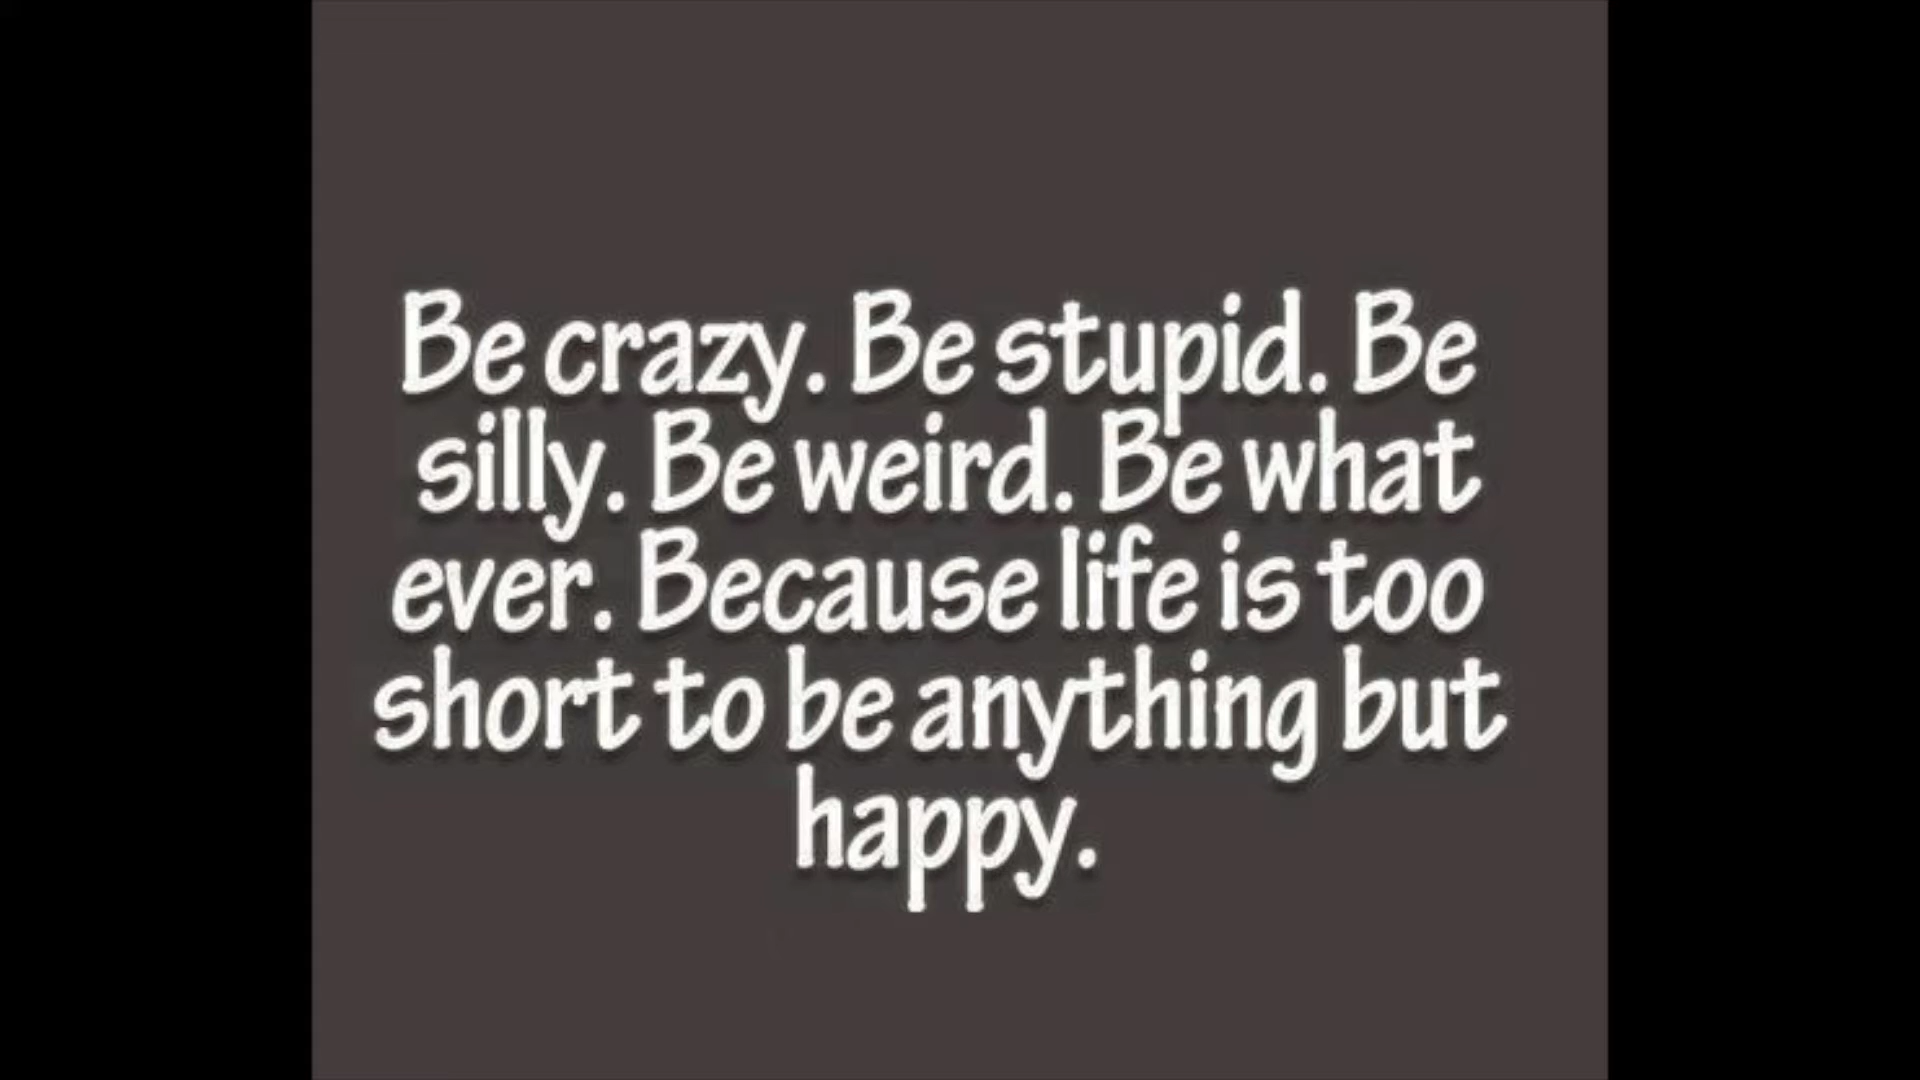 Be crazy. Be stupid. Be
silly. Be weird. Be what
ever. Because life is too
short to be anything but
happy.